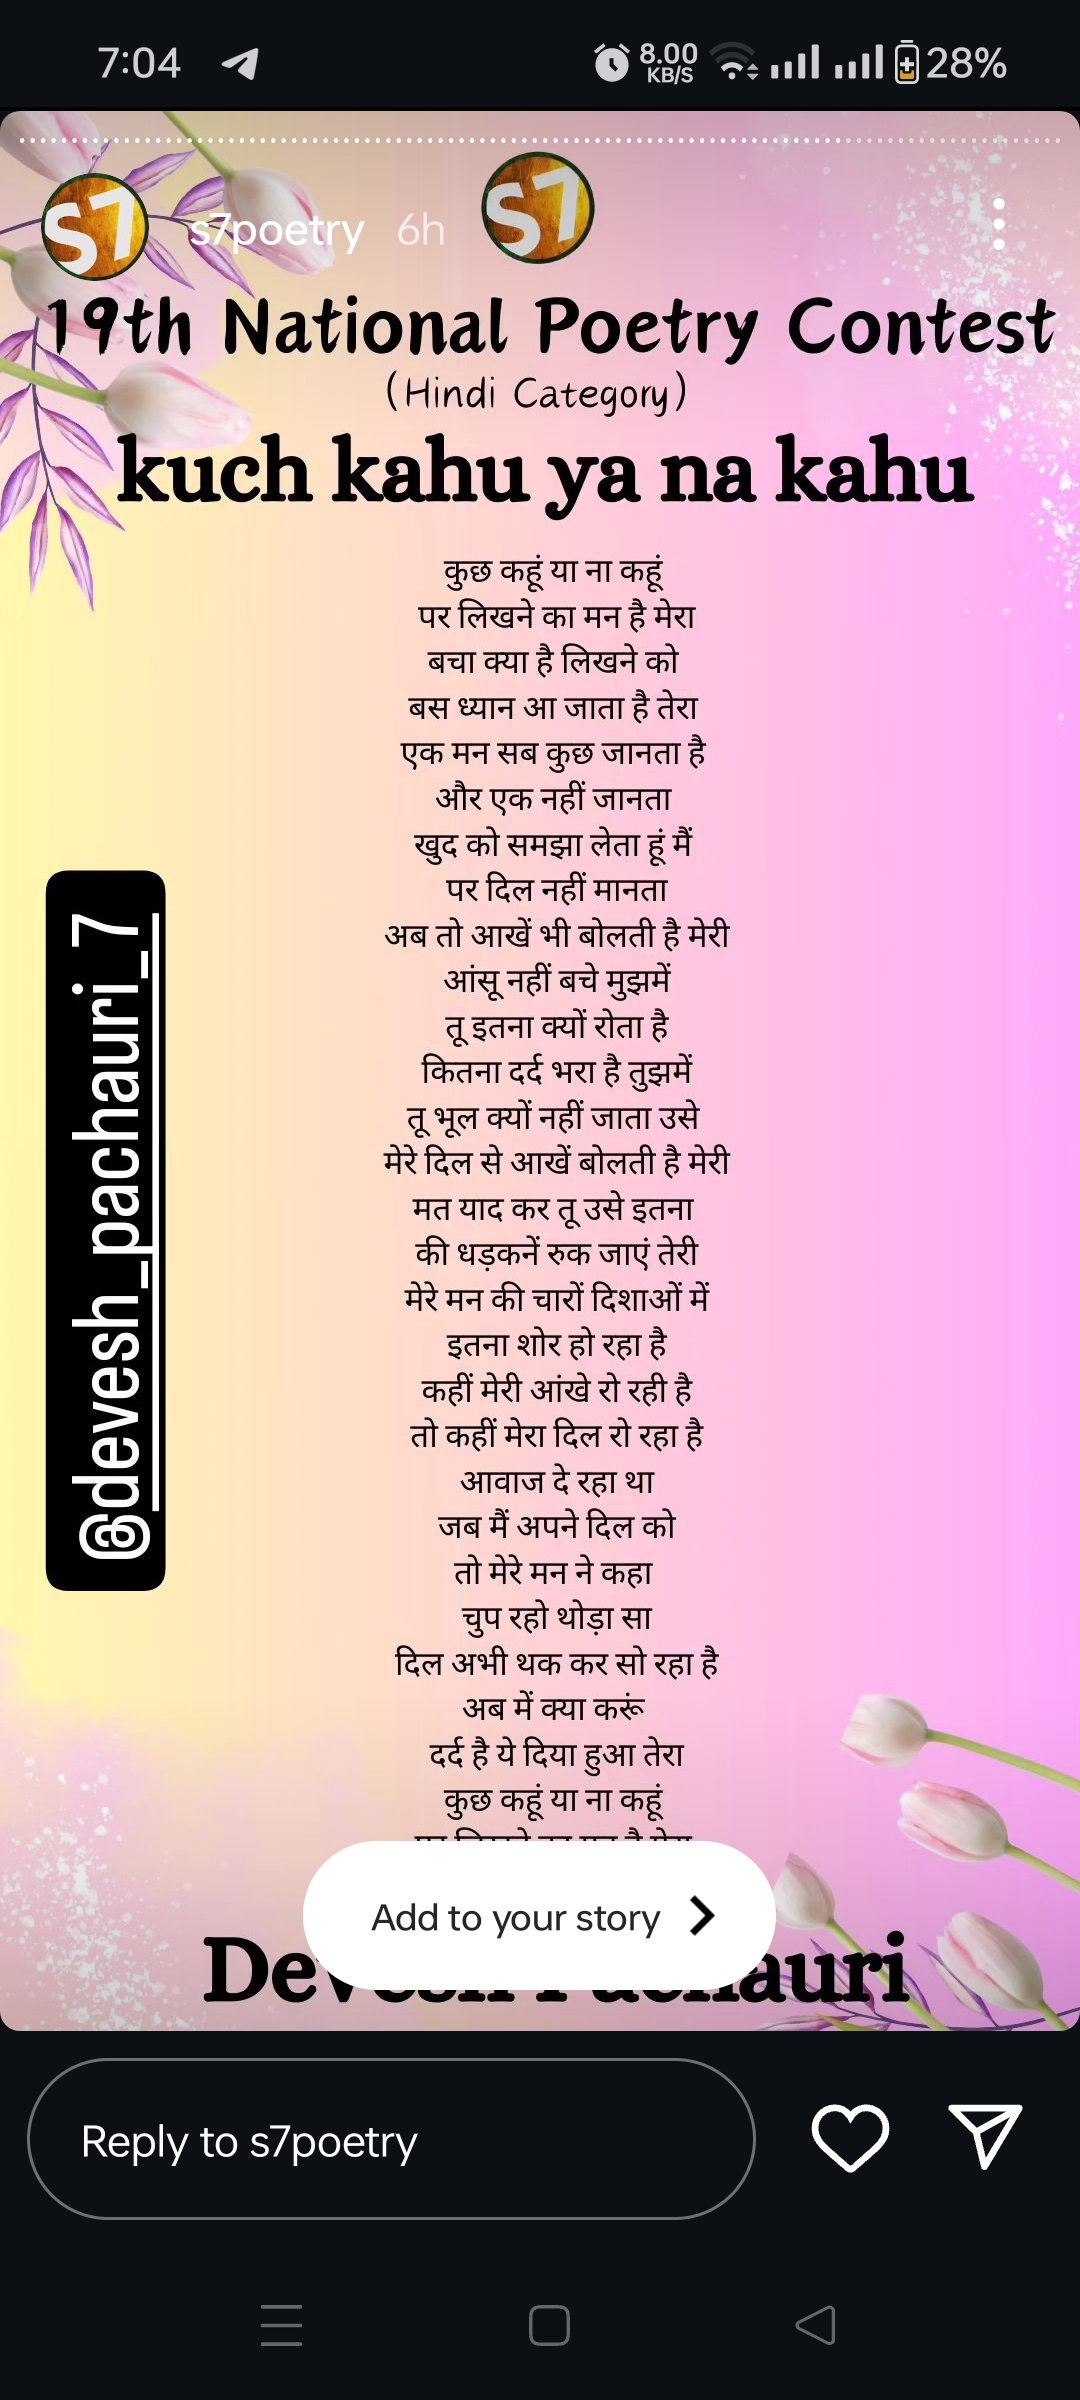 7:04
8.00
KB/S
28%
S7
s7poetry 6h
S7
19th National Poetry Contest
(Hindi Category)
kuch kahu ya na kahu
कुछ कहूं या ना कहूं
पर लिखने का मन है मेरा
बचा क्या है लिखने को
बस ध्यान आ जाता है तेरा
एक मन सब कुछ जानता है
और एक नहीं जानता
खुद को समझा लेता हूं मैं
पर दिल नहीं मानता
अब तो आखें भी बोलती है मेरी
आंसू नहीं बचे मुझमें
तू इतना क्यों रोता है
कितना दर्द भरा है तुझमें
तू भूल क्यों नहीं जाता उसे
मेरे दिल से आखें बोलती है मेरी
मत याद कर तू उसे इतना
की धड़कनें रुक जाएं तेरी
मेरे मन की चारों दिशाओं में
इतना शोर हो रहा है
कहीं मेरी आंखे रो रही है
तो कहीं मेरा दिल रो रहा है
आवाज दे रहा था
जब मैं अपने दिल को
तो मेरे मन ने कहा
चुप रहो थोड़ा सा
दिल अभी थक कर सो रहा है
अब में क्या करूं
दर्द है ये दिया हुआ तेरा
कुछ कहूं या ना कहूं
@devesh_pachauri_7
Add to your story
Reply to s7poetry